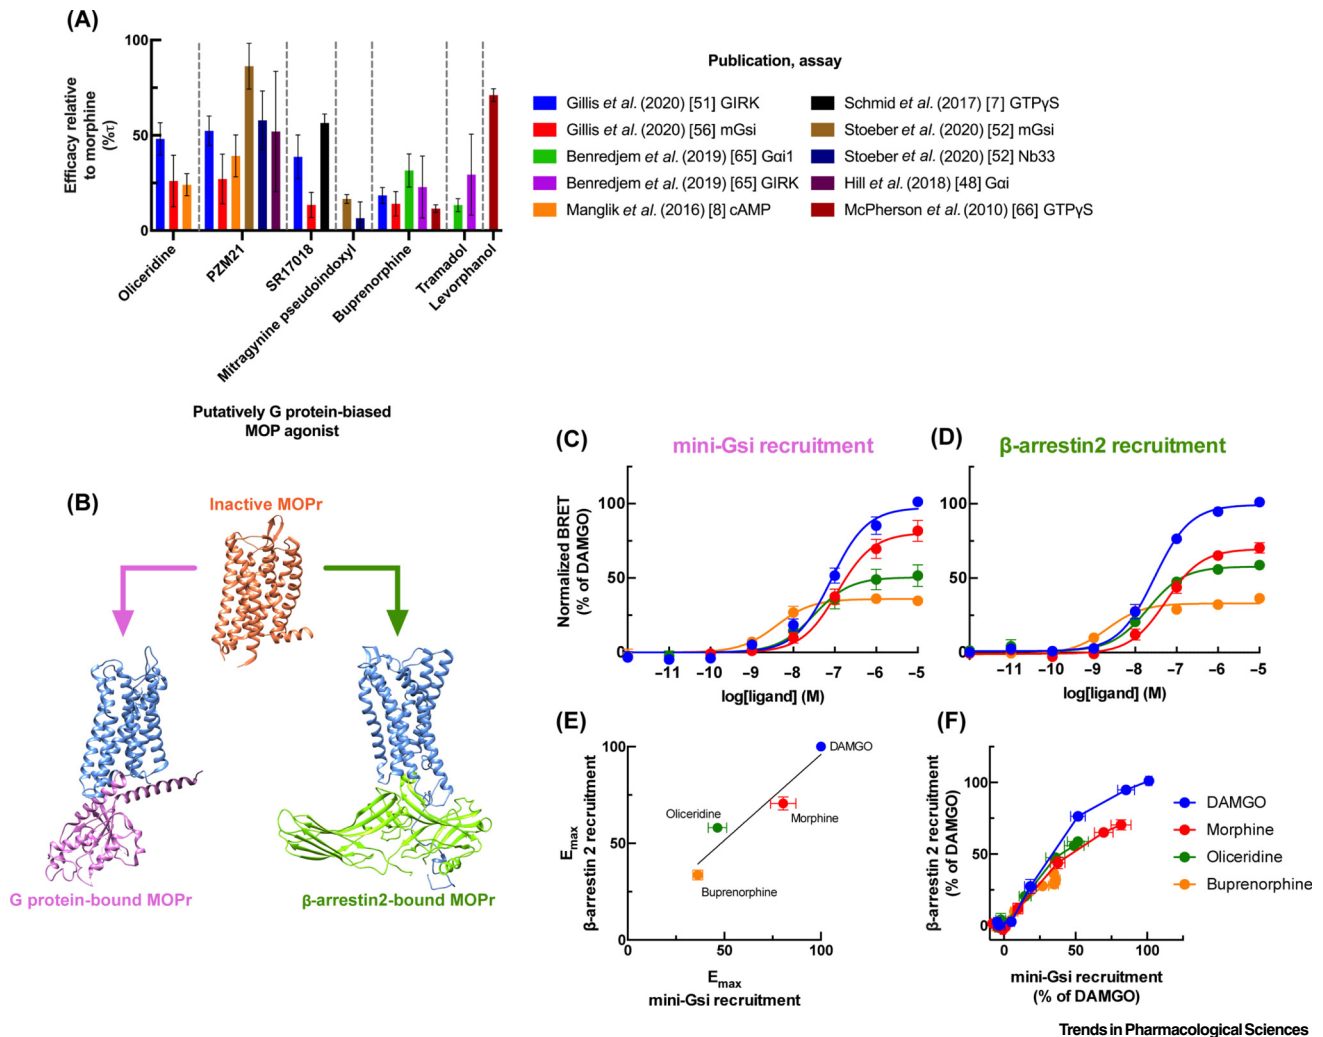 (A)
Efficacy relative
to morphine
(%τ)
100
50
0
Oliceridine
PZM21
SR17018
Mitragynine pseudoindoxyl
Buprenorphine
Tramadol
Levorphanol
Putatively G protein-biased
MOP agonist
Publication, assay
Gillis et al. (2020) [51] GIRK
Gillis et al. (2020) [56] mGsi
Benredjem et al. (2019) [65] Gαi1
Benredjem et al. (2019) [65] GIRK
Manglik et al. (2016) [8] cAMP
Schmid et al. (2017) [7] GTPγS
Stoeber et al. (2020) [52] mGsi
Stoeber et al. (2020) [52] Nb33
Hill et al. (2018) [48] Gαi
McPherson et al. (2010) [66] GTPγS
(B)
Inactive MOPr
G protein-bound MOPr
β-arrestin2-bound MOPr
(C)
mini-Gsi recruitment
Normalized BRET
(% of DAMGO)
100
50
0
−11 −10 −9 −8 −7 −6 −5
log[ligand] (M)
(D)
β-arrestin2 recruitment
100
50
0
−11 −10 −9 −8 −7 −6 −5
log[ligand] (M)
(E)
Emax
β-arrestin 2 recruitment
100
50
0
DAMGO
Oliceridine
Morphine
Buprenorphine
0 50 100
Emax
mini-Gsi recruitment
(F)
β-arrestin 2 recruitment
(% of DAMGO)
100
50
0
0 50 100
mini-Gsi recruitment
(% of DAMGO)
DAMGO
Morphine
Oliceridine
Buprenorphine
Trends in Pharmacological Sciences